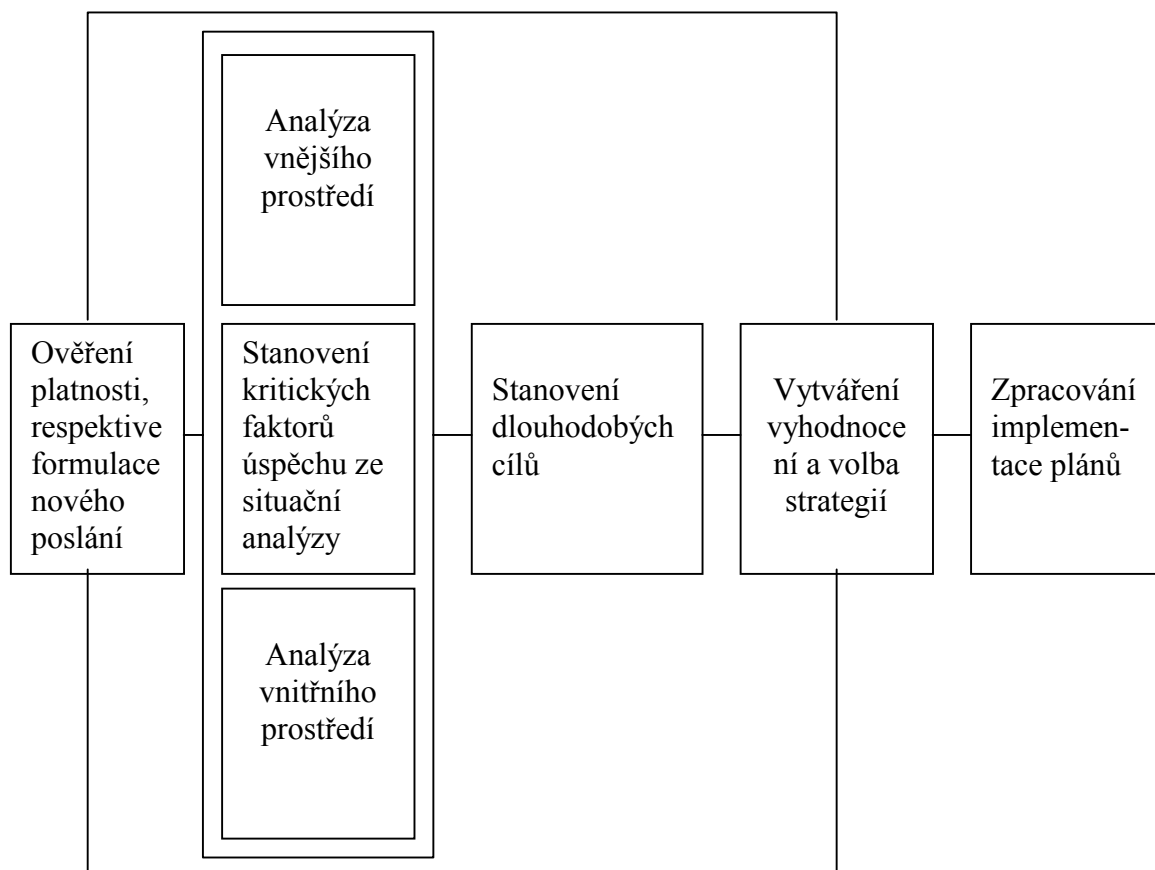 Analýza
vnějšího
prostředí
Ověření
platnosti,
respektive
formulace
nového
poslání
Stanovení
kritických
faktorů
úspěchu ze
situační
analýzy
Stanovení
dlouhodobých
cílů
Vytváření
vyhodnoce
ní a volba
strategií
Zpracování
implemen-
tace plánů
Analýza
vnitřního
prostředí